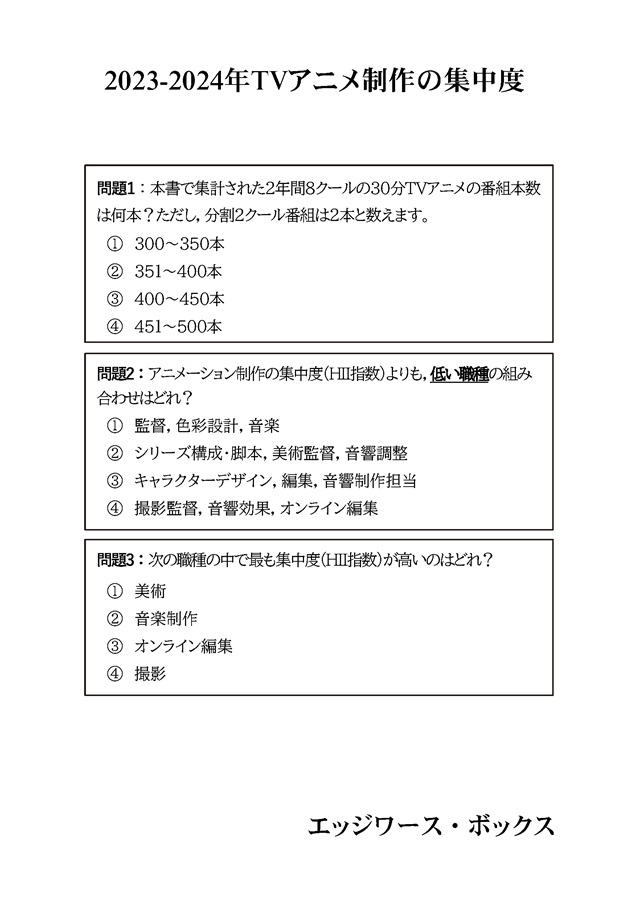 2023-2024年TVアニメ制作の集中度
問題1：本書で集計された2年間8クールの30分TVアニメの番組本数
は何本？ただし，分割2クール番組は2本と数えます。
① 300～350本
② 351～400本
③ 400～450本
④ 451～500本
問題2：アニメーション制作の集中度（HII指数）よりも，低い職種の組み
合わせはどれ？
① 監督，色彩設計，音楽
② シリーズ構成・脚本，美術監督，音響調整
③ キャラクターデザイン，編集，音響制作担当
④ 撮影監督，音響効果，オンライン編集
問題3：次の職種の中で最も集中度（HII指数）が高いのはどれ？
① 美術
② 音楽制作
③ オンライン編集
④ 撮影
エッジワース・ボックス